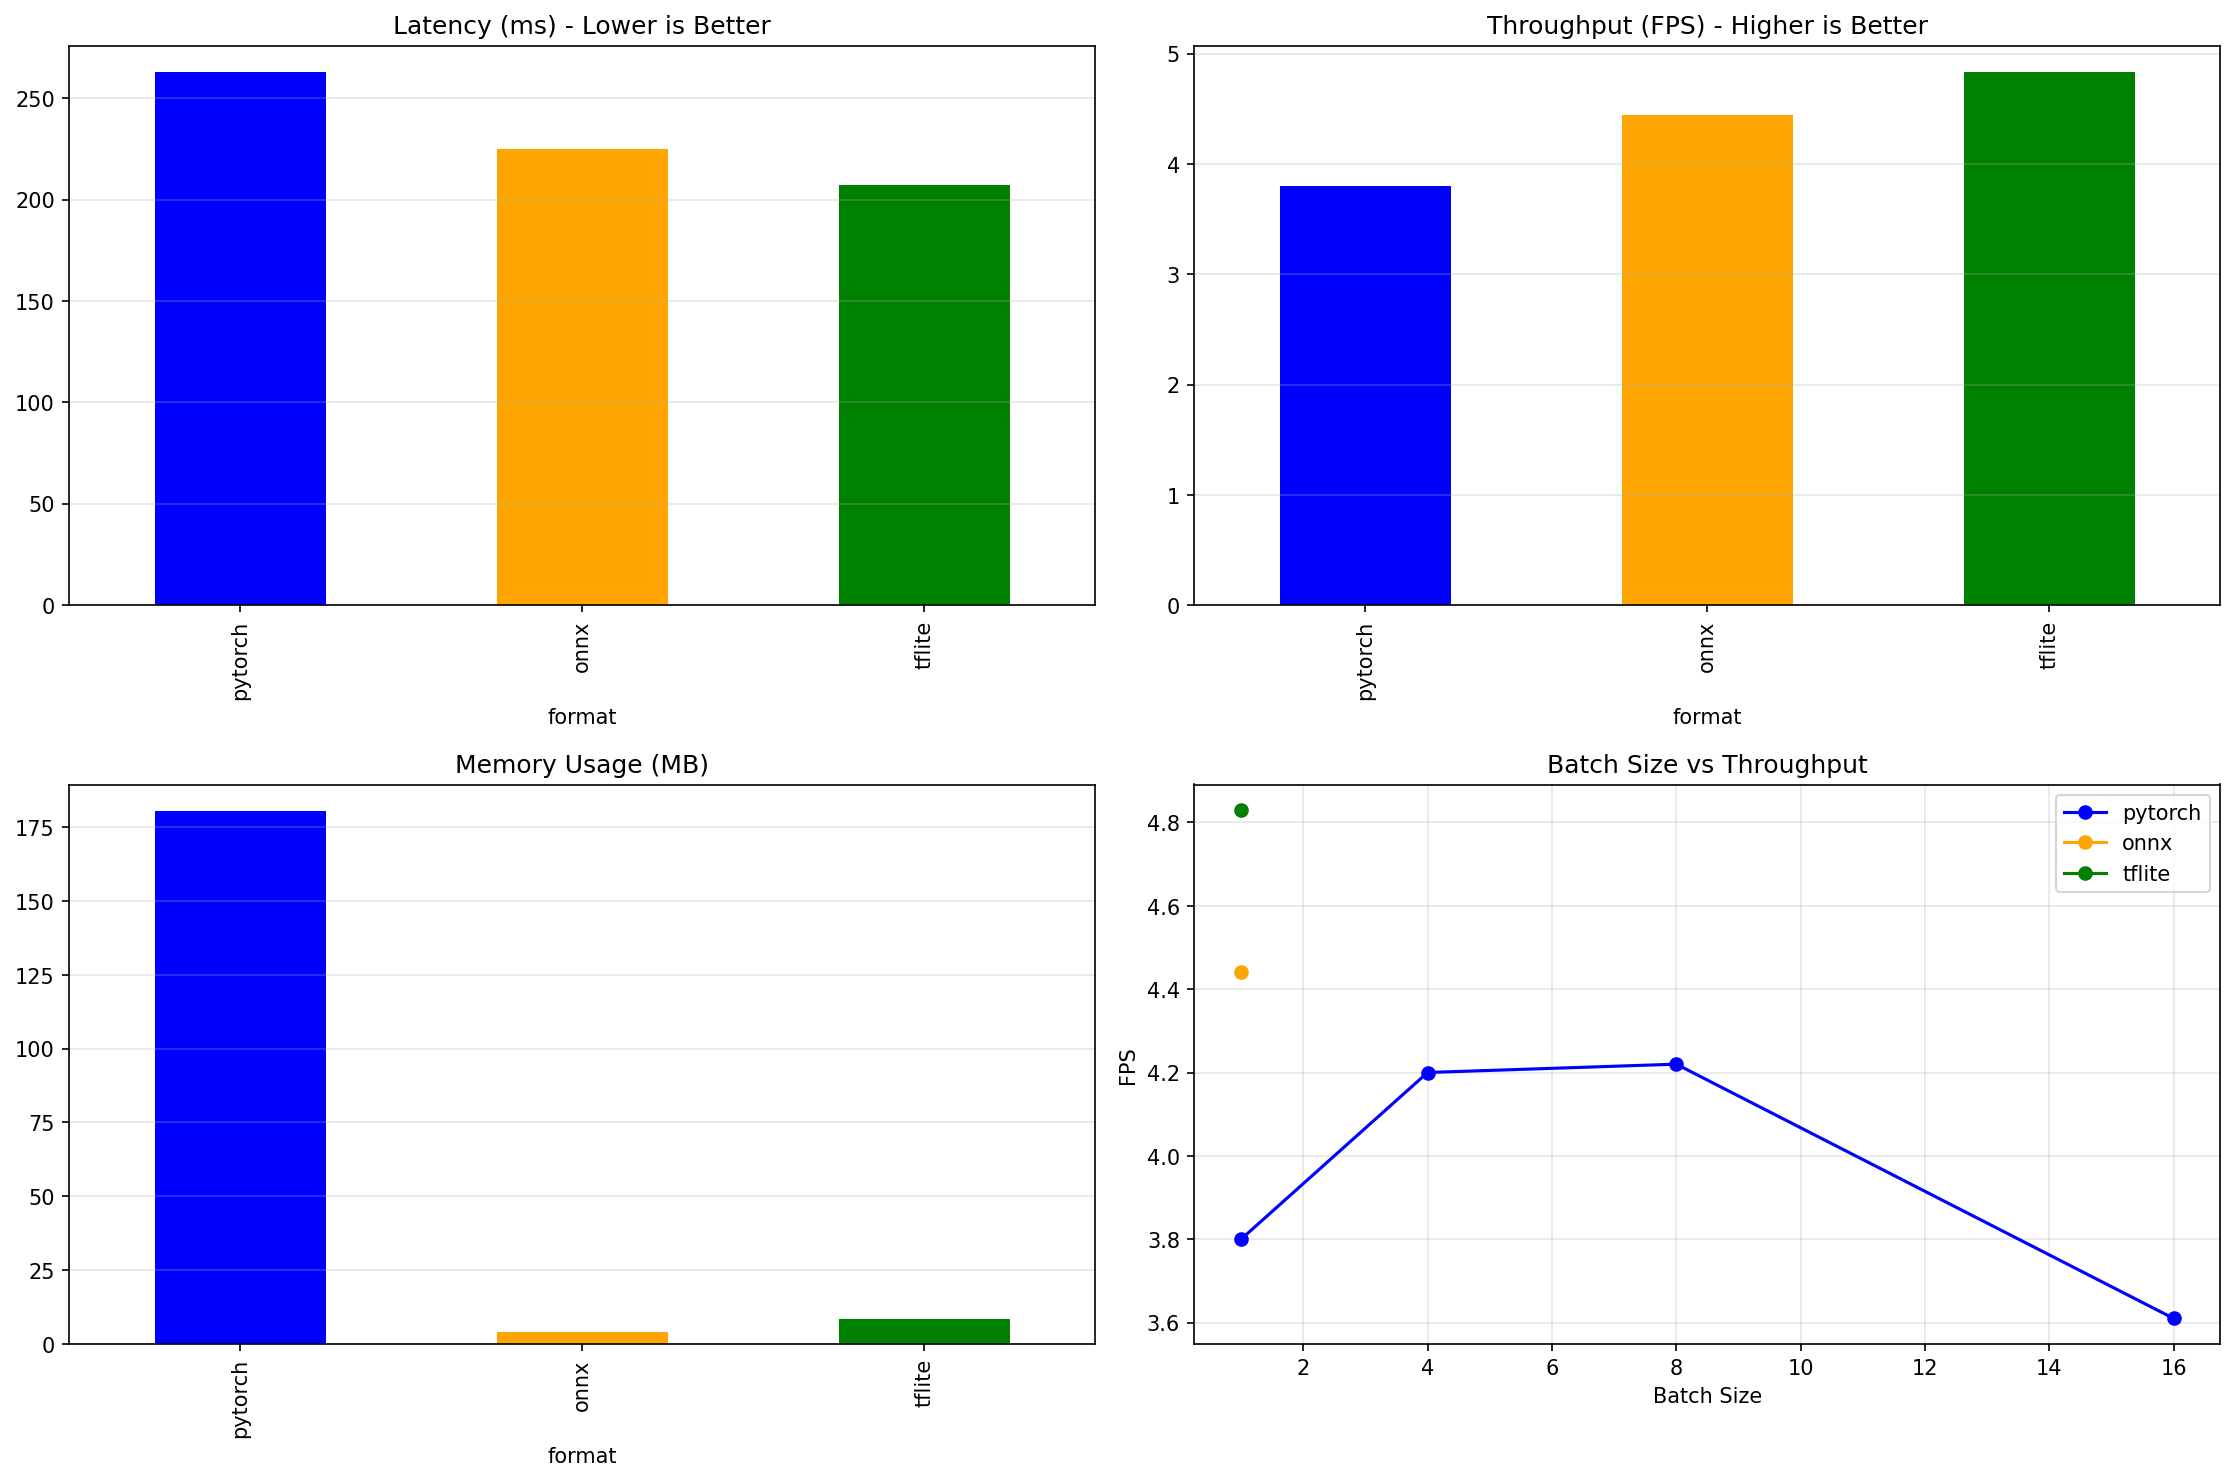 Latency (ms) - Lower is Better
250
200
150
100
50
0
pytorch
onnx
tflite
format
Throughput (FPS) - Higher is Better
5
4
3
2
1
0
pytorch
onnx
tflite
format
Memory Usage (MB)
175
150
125
100
75
50
25
0
pytorch
onnx
tflite
format
Batch Size vs Throughput
pytorch
onnx
tflite
FPS
4.8
4.6
4.4
4.2
4.0
3.8
3.6
2 4 6 8 10 12 14 16
Batch Size